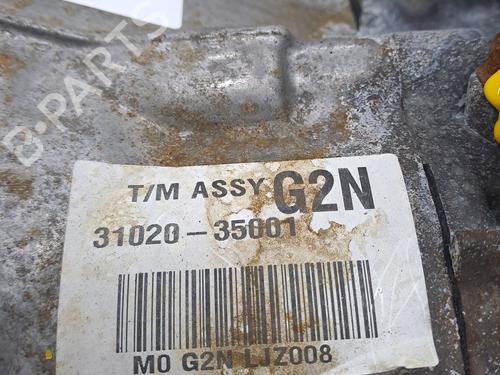 B-PARTS
T/M ASSY G2N
31020-35001
M0 G2N LJZ008